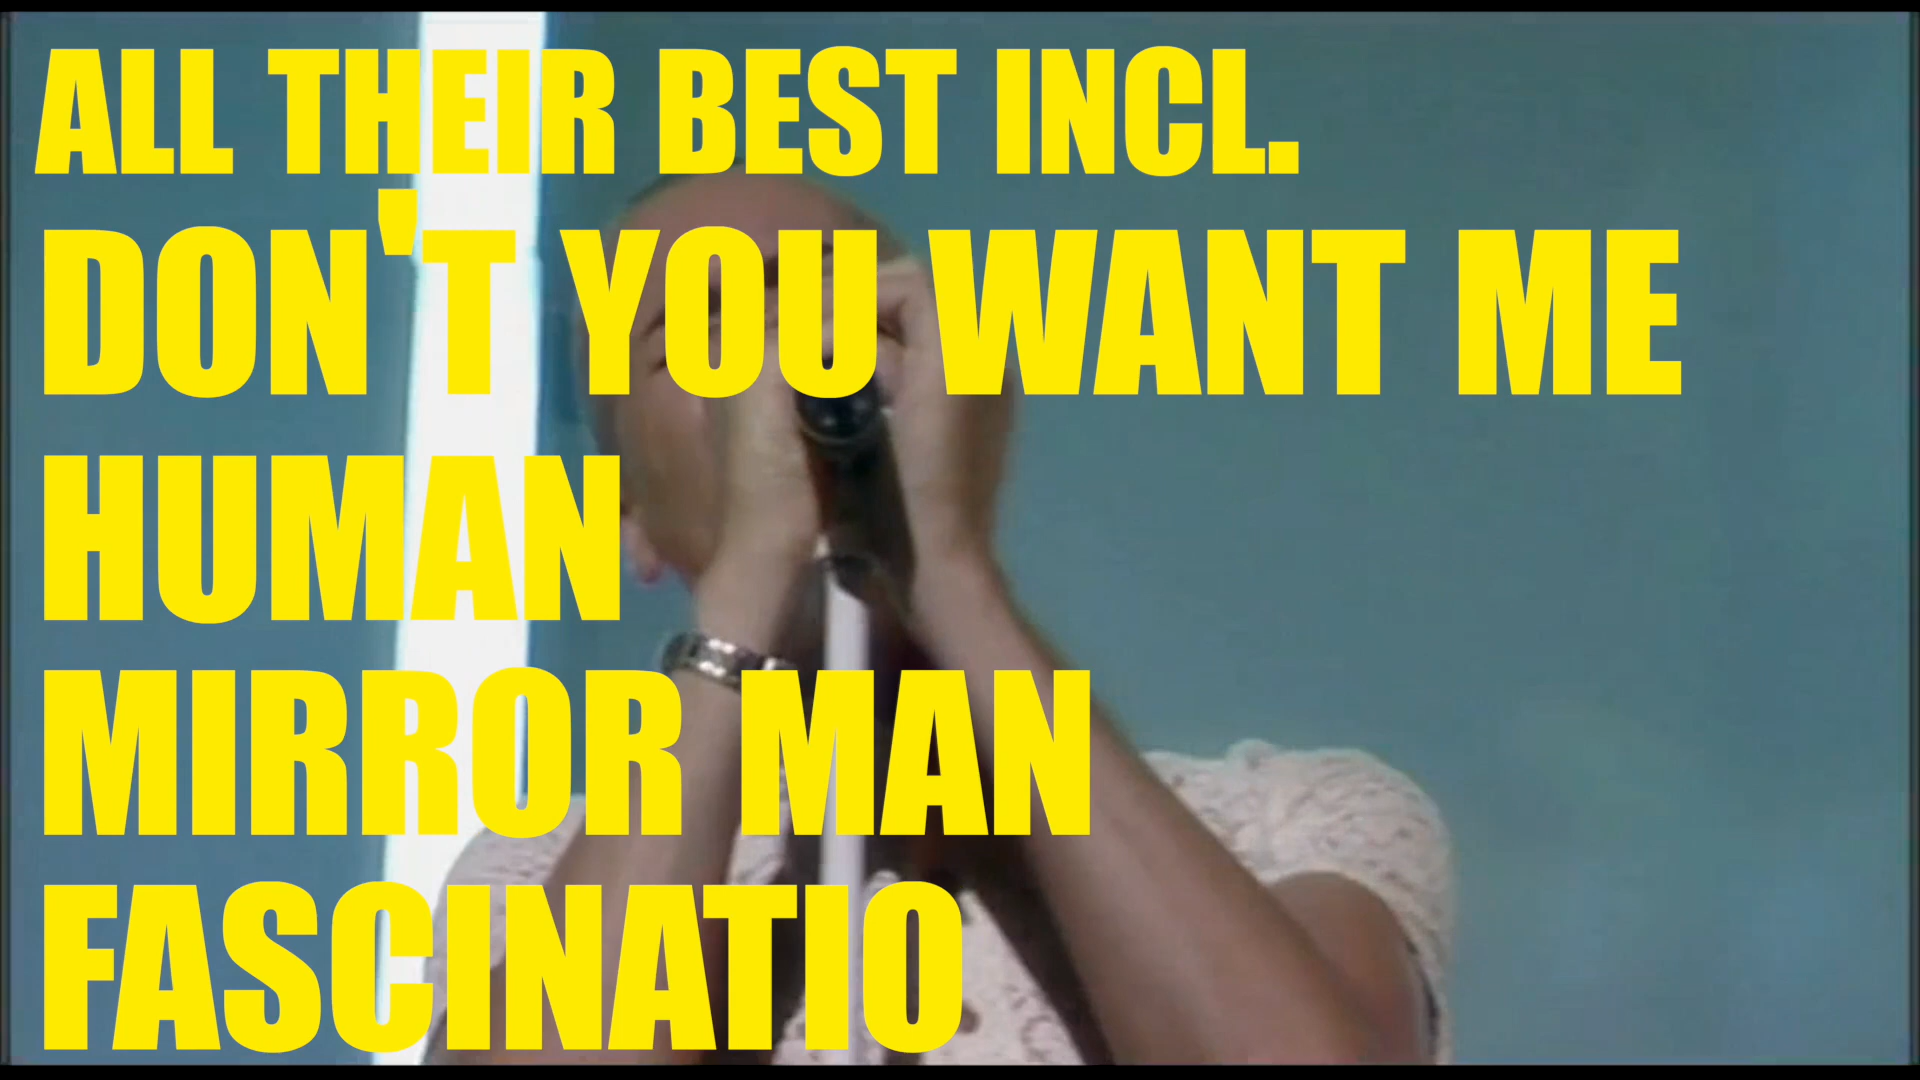 ALL THEIR BEST INCL.
DON'T YOU WANT ME
HUMAN
MIRROR MAN
FASCINATIO